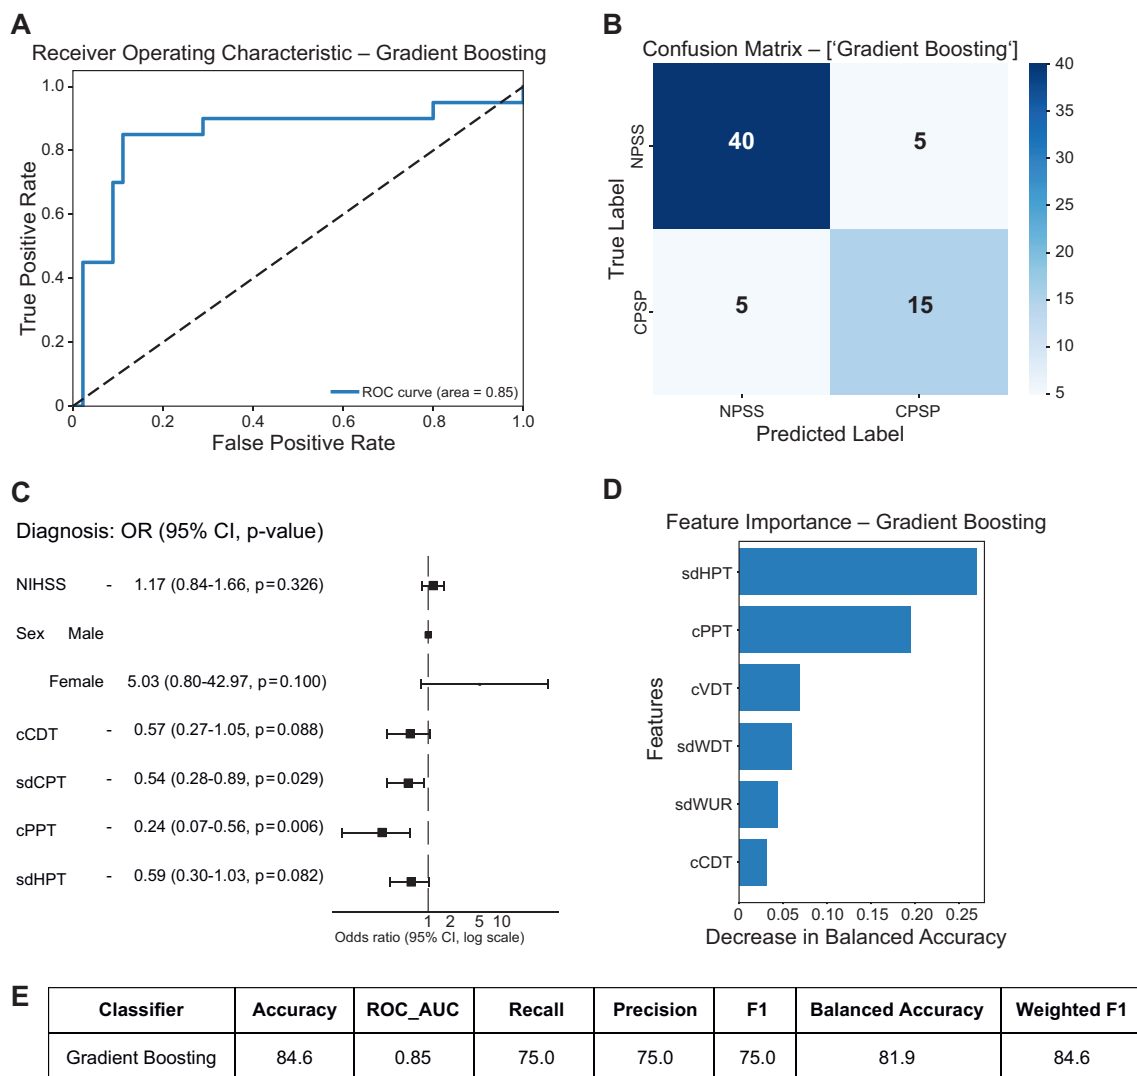 A
Receiver Operating Characteristic – Gradient Boosting
1.0
0.8
0.6
0.4
0.2
0
True Positive Rate
ROC curve (area = 0.85)
0 0.2 0.4 0.6 0.8 1.0
False Positive Rate
B
Confusion Matrix – [‘Gradient Boosting‘]
True Label
NPSS
CPSP
40 5
5 15
NPSS CPSP
Predicted Label
40
35
30
25
20
15
10
5
C
Diagnosis: OR (95% CI, p-value)
NIHSS - 1.17 (0.84-1.66, p=0.326)
Sex Male
Female 5.03 (0.80-42.97, p=0.100)
cCDT - 0.57 (0.27-1.05, p=0.088)
sdCPT - 0.54 (0.28-0.89, p=0.029)
cPPT - 0.24 (0.07-0.56, p=0.006)
sdHPT - 0.59 (0.30-1.03, p=0.082)
1 2 5 10
Odds ratio (95% CI, log scale)
D
Feature Importance – Gradient Boosting
Features
sdHPT
cPPT
cVDT
sdWDT
sdWUR
cCDT
0 0.05 0.10 0.15 0.20 0.25
Decrease in Balanced Accuracy
E
Classifier Accuracy ROC_AUC Recall Precision F1 Balanced Accuracy Weighted F1
Gradient Boosting 84.6 0.85 75.0 75.0 75.0 81.9 84.6